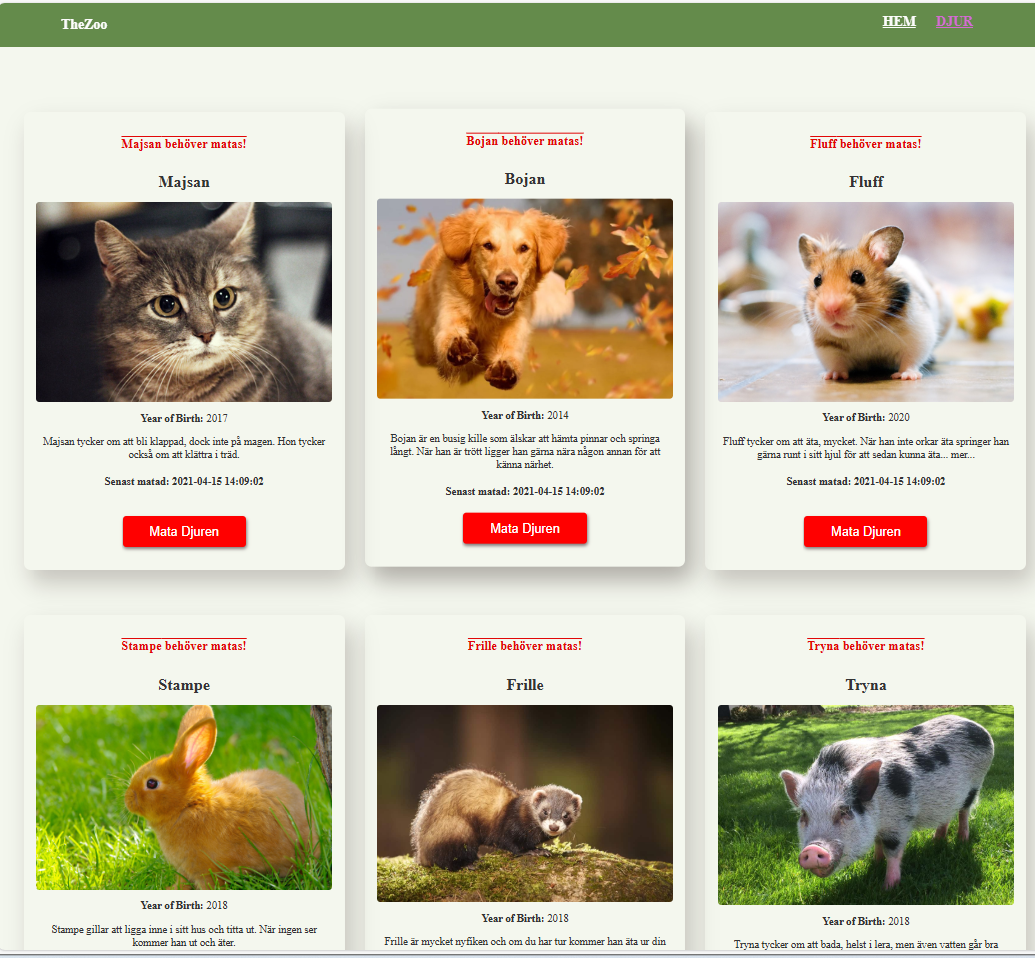 TheZoo
HEM DJUR
Majsan behöver matas!
Majsan
Year of Birth: 2017
Majsan tycker om att bli klappad, dock inte på magen. Hon tycker
också om att klättra i träd.
Senast matad: 2021-04-15 14:09:02
Mata Djuren
Bojan behöver matas!
Bojan
Year of Birth: 2014
Bojan är en busig kille som älskar att hämta pinnar och springa
långt. När han är trött ligger han gärna nära någon annan för att
känna närhet.
Senast matad: 2021-04-15 14:09:02
Mata Djuren
Fluff behöver matas!
Fluff
Year of Birth: 2020
Fluff tycker om att äta, mycket. När han inte orkar äta springer han
gärna runt i sitt hjul för att sedan kunna äta... mer...
Senast matad: 2021-04-15 14:09:02
Mata Djuren
Stampe behöver matas!
Stampe
Year of Birth: 2018
Stampe gillar att ligga inne i sitt hus och titta ut. När ingen ser
kommer han ut och äter.
Frille behöver matas!
Frille
Year of Birth: 2018
Frille är mycket nyfiken och om du har tur kommer han äta ur din
Tryna behöver matas!
Tryna
Year of Birth: 2018
Tryna tycker om att bada, helst i lera, men även vatten går bra